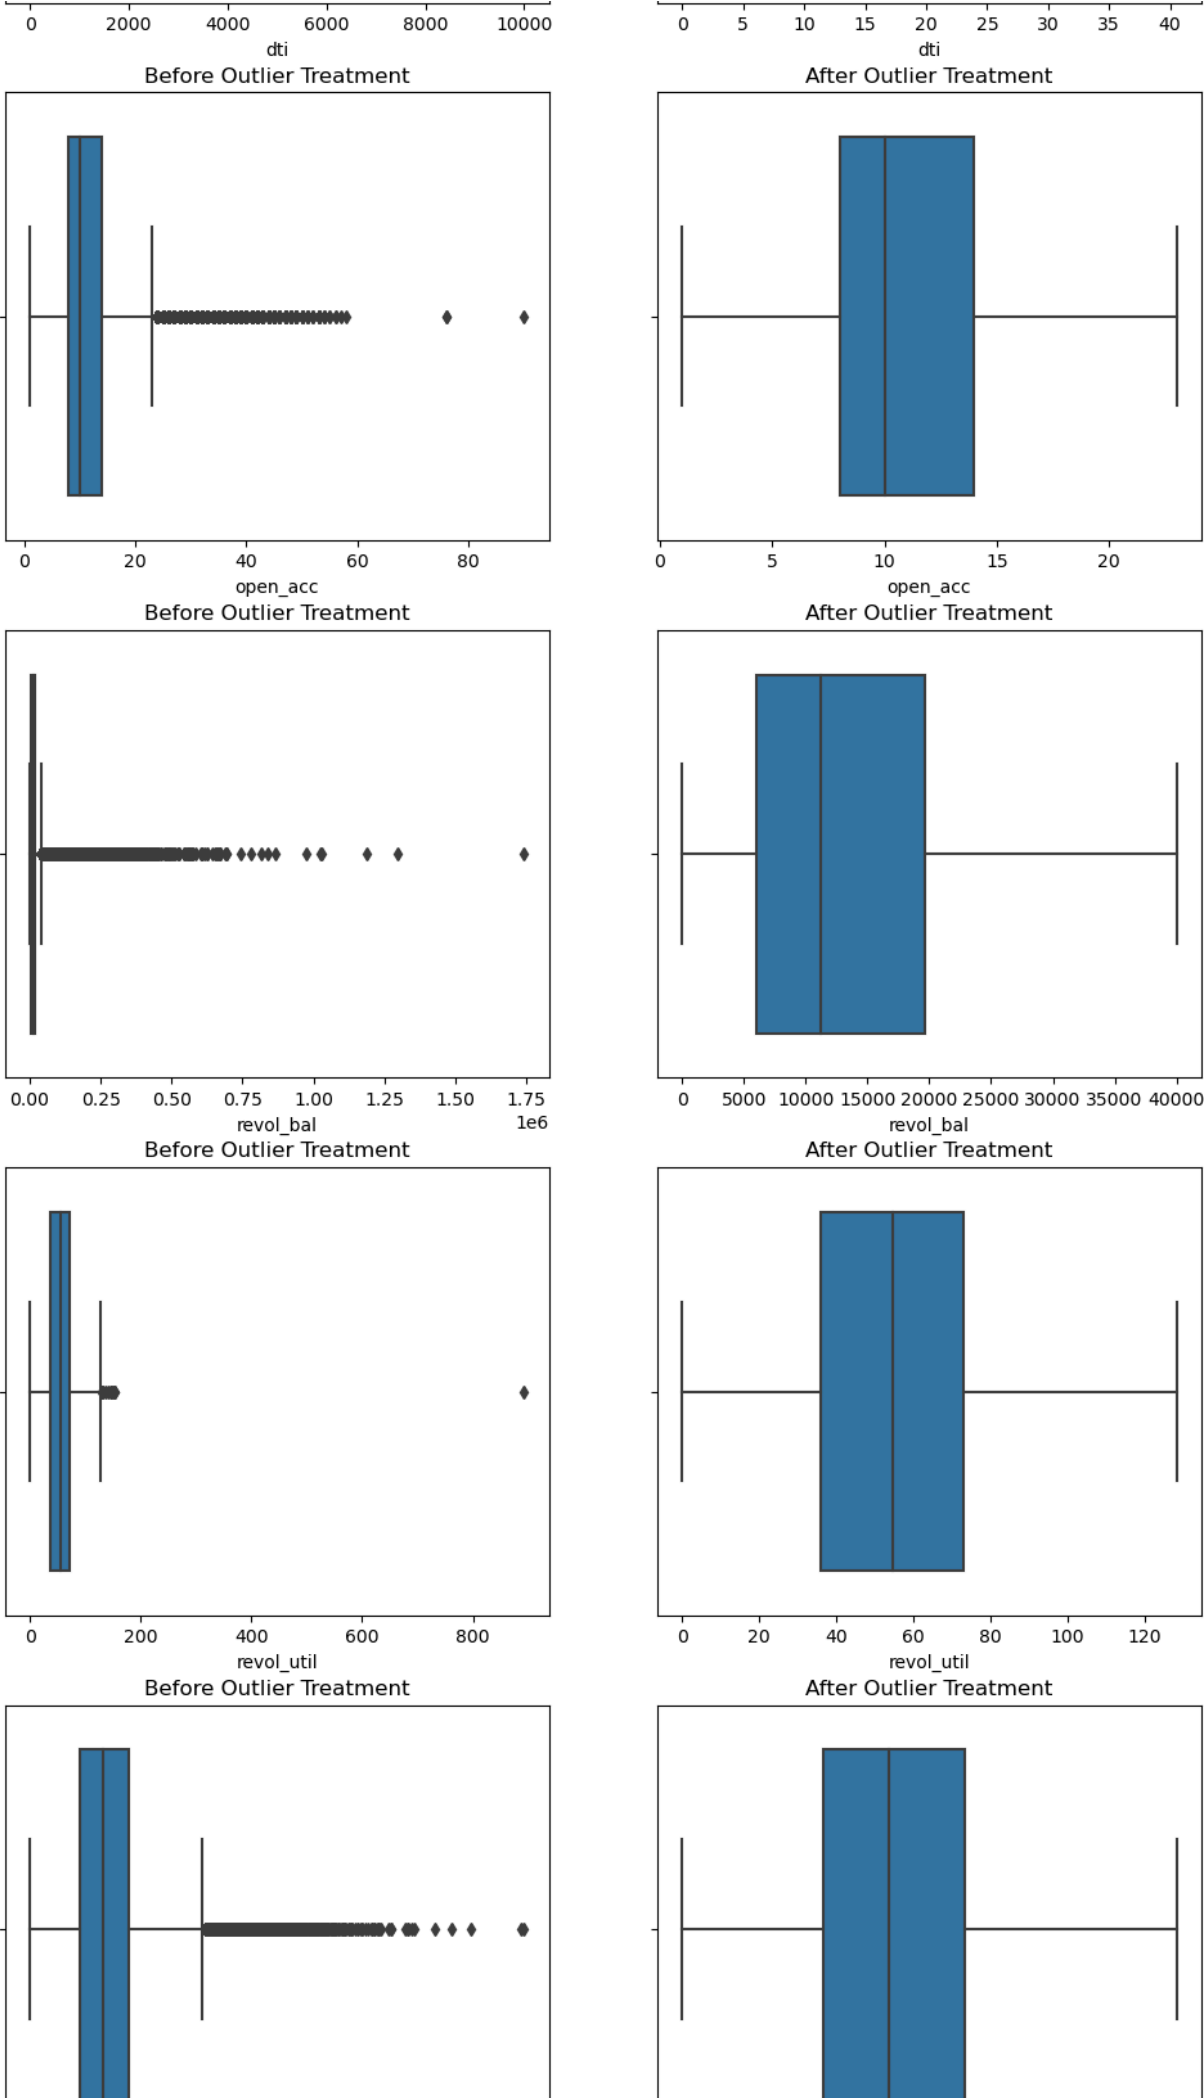 0 2000 4000 6000 8000 10000 0 5 10 15 20 25 30 35 40
dti dti
Before Outlier Treatment After Outlier Treatment
0 20 40 60 80 0 5 10 15 20
open_acc open_acc
Before Outlier Treatment After Outlier Treatment
0.00 0.25 0.50 0.75 1.00 1.25 1.50 1.75 0 5000 10000 15000 20000 25000 30000 35000 40000
revol_bal 1e6 revol_bal
Before Outlier Treatment After Outlier Treatment
0 200 400 600 800 0 20 40 60 80 100 120
revol_util revol_util
Before Outlier Treatment After Outlier Treatment